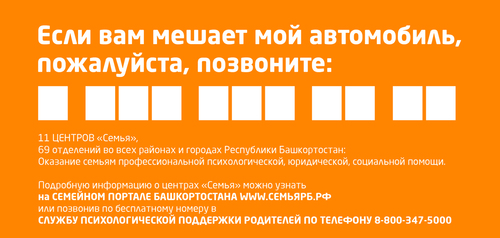 Если вам мешает мой автомобиль,
пожалуйста, позвоните:
11 ЦЕНТРОВ «Семья»,
69 отделений во всех районах и городах Республики Башкортостан:
Оказание семьям профессиональной психологической, юридической, социальной помощи.
Подробную информацию о центрах «Семья» можно узнать
на СЕМЕЙНОМ ПОРТАЛЕ БАШКОРТОСТАНА WWW.СЕМЬЯРБ.РФ
или позвонив по бесплатному номеру в
СЛУЖБУ ПСИХОЛОГИЧЕСКОЙ ПОДДЕРЖКИ РОДИТЕЛЕЙ ПО ТЕЛЕФОНУ 8-800-347-5000